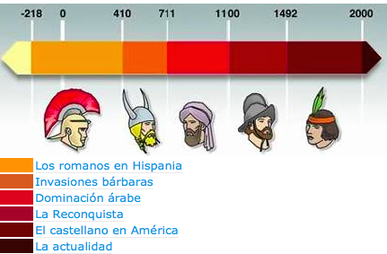 -218 0 410 711 1100 1492 2000
Los romanos en Hispania
Invasiones bárbaras
Dominación árabe
La Reconquista
El castellano en América
La actualidad